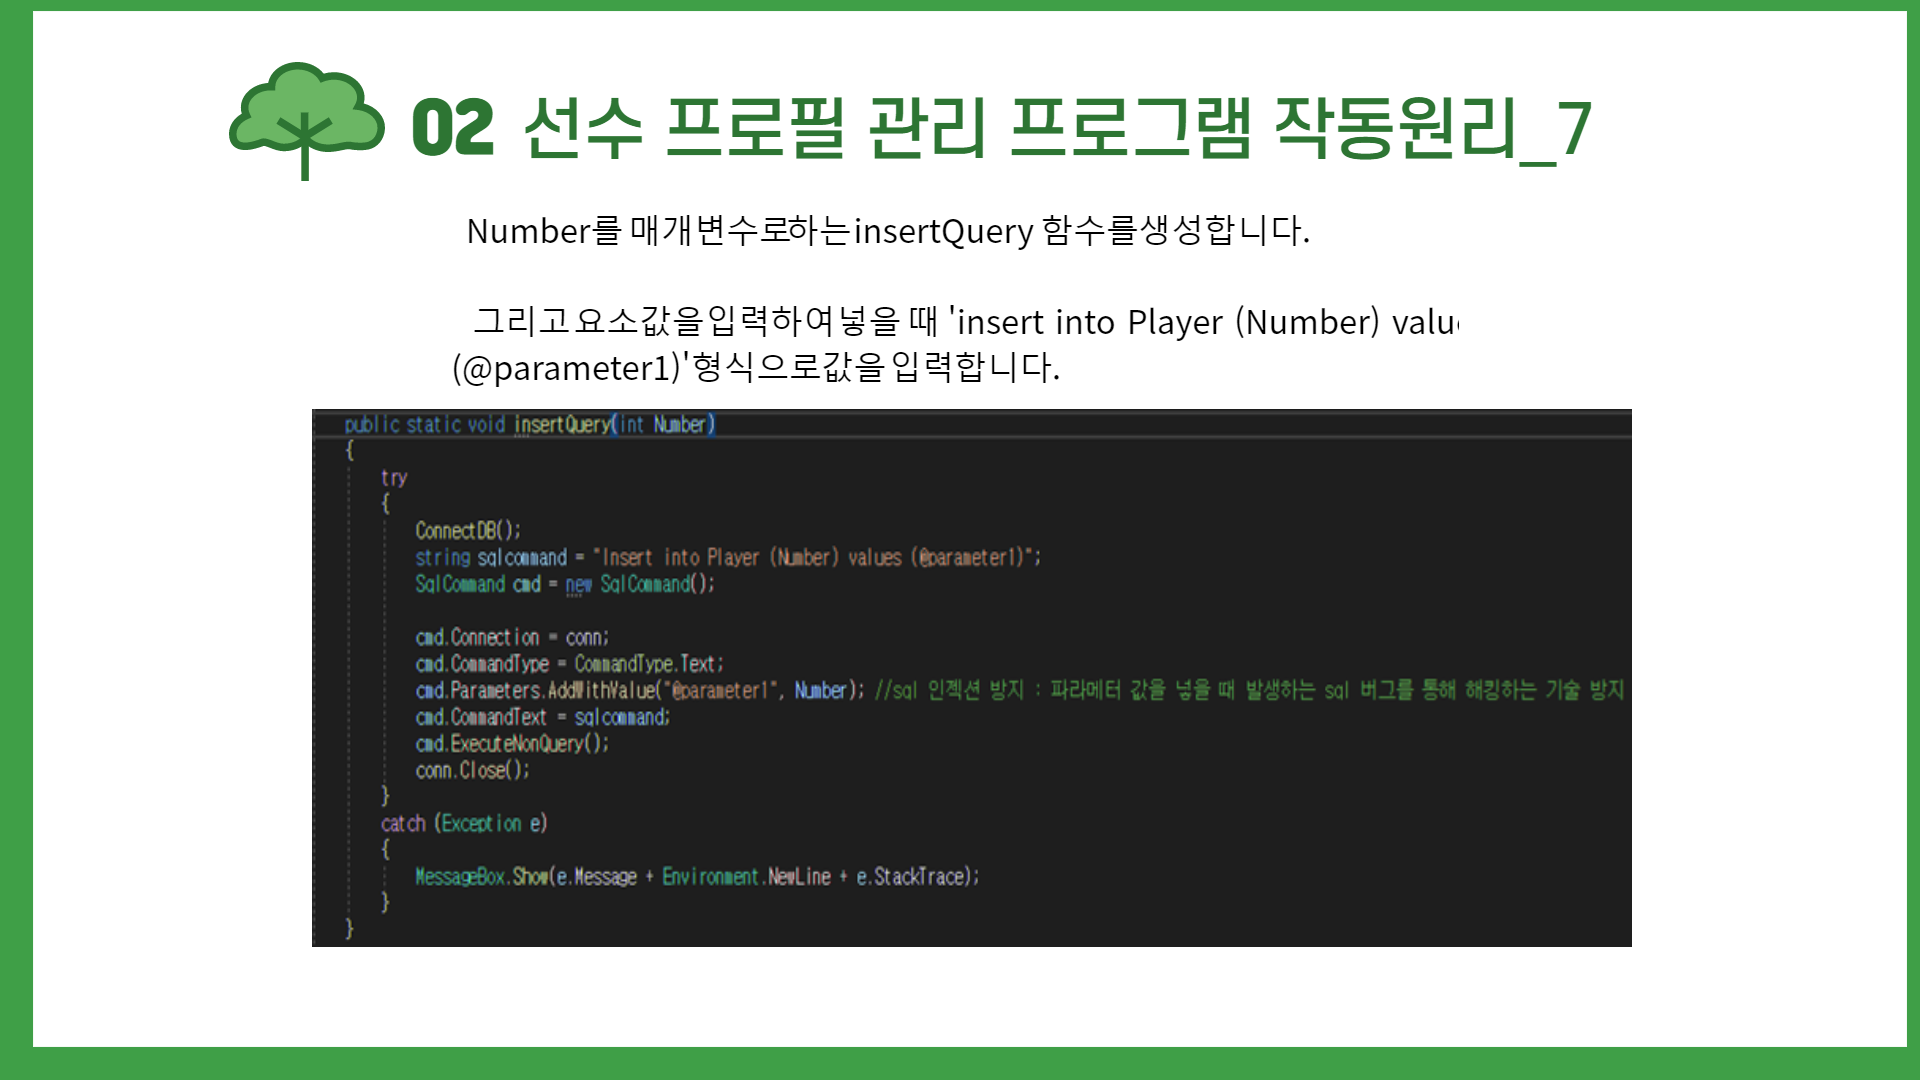 02 선수 프로필 관리 프로그램 작동원리_7
Number를 매개변수로하는insertQuery 함수를생성합니다.
그리고요소값을입력하여넣을 때 'insert into Player (Number) valu
(@parameter1)'형식으로값을입력합니다.
public static void insertQuery(int Number)
{
try
{
ConnectDB();
string sqlcommand = "Insert into Player (Number) values (@parameter1)";
SqlCommand cmd = new SqlCommand();
cmd.Connection = conn;
cmd.CommandType = CommandType.Text;
cmd.Parameters.AddWithValue("@parameter1", Number); //sql 인젝션 방지 : 파라메터 값을 넣을 때 발생하는 sql 버그를 통해 해킹하는 기술 방지
cmd.CommandText = sqlcommand;
cmd.ExecuteNonQuery();
conn.Close();
}
catch (Exception e)
{
MessageBox.Show(e.Message + Environment.NewLine + e.StackTrace);
}
}